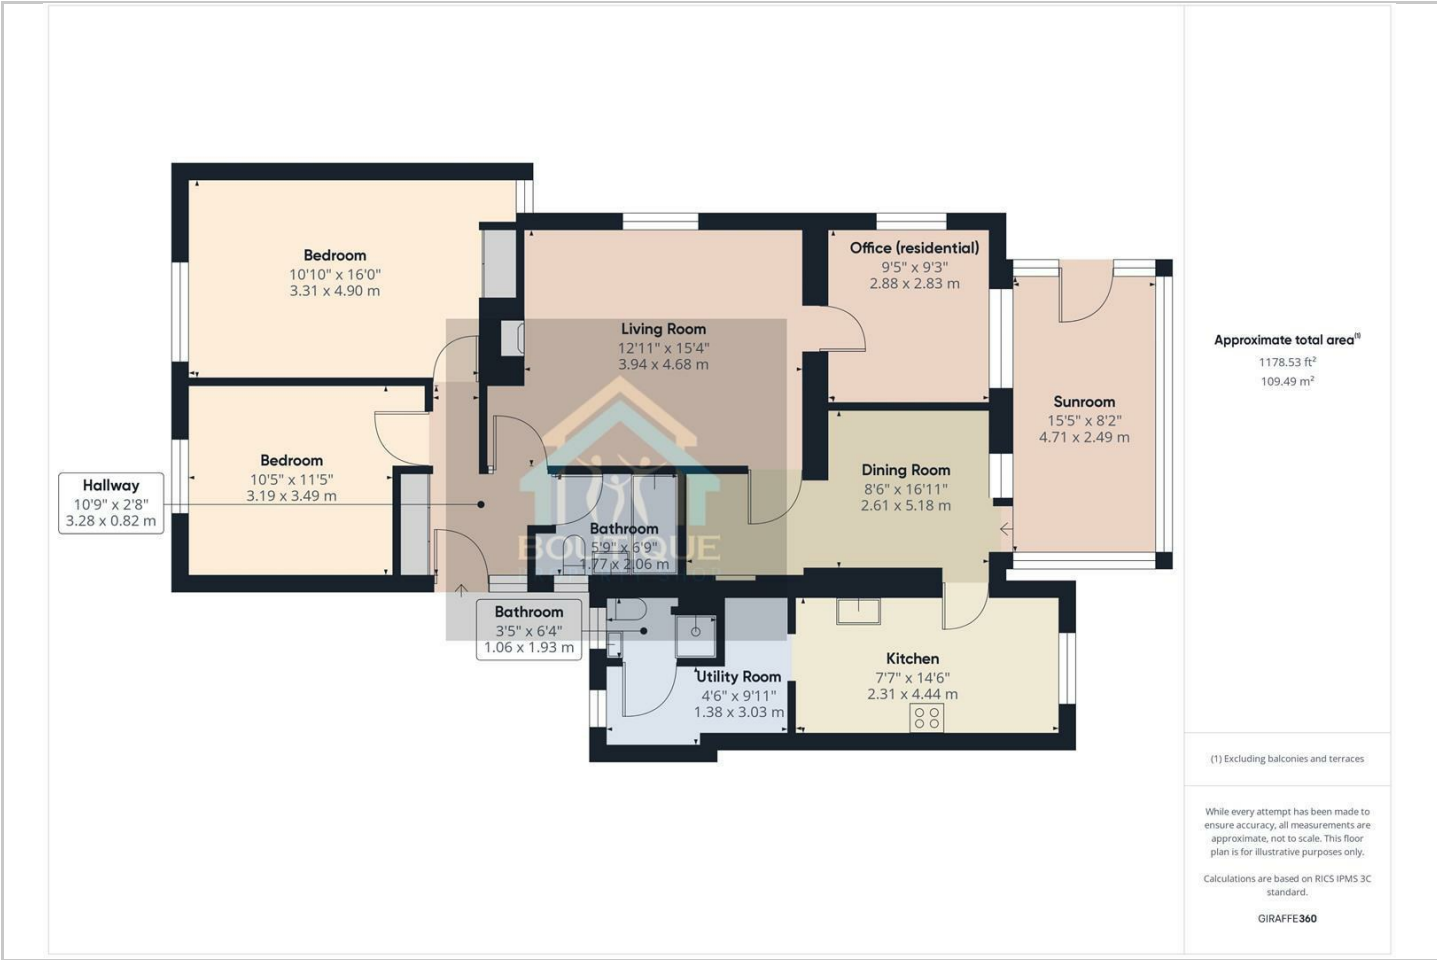 Bedroom
10'10" x 16'0"
3.31 x 4.90 m
Office (residential)
9'5" x 9'3"
2.88 x 2.83 m
Living Room
12'11" x 15'4"
3.94 x 4.68 m
Approximate total area(1)
1178.53 ft²
109.49 m²
Sunroom
15'5" x 8'2"
4.71 x 2.49 m
Bedroom
10'5" x 11'5"
3.19 x 3.49 m
Dining Room
8'6" x 16'11"
2.61 x 5.18 m
Hallway
10'9" x 2'8"
3.28 x 0.82 m
Bathroom
5'9" x 6'9"
1.77 x 2.06 m
BOUTIQUE
PROPERTY SHOP
Bathroom
3'5" x 6'4"
1.06 x 1.93 m
Utility Room
4'6" x 9'11"
1.38 x 3.03 m
Kitchen
7'7" x 14'6"
2.31 x 4.44 m
(1) Excluding balconies and terraces
While every attempt has been made to
ensure accuracy, all measurements are
approximate, not to scale. This floor
plan is for illustrative purposes only.
Calculations are based on RICS IPMS 3C
standard.
GIRAFFE360